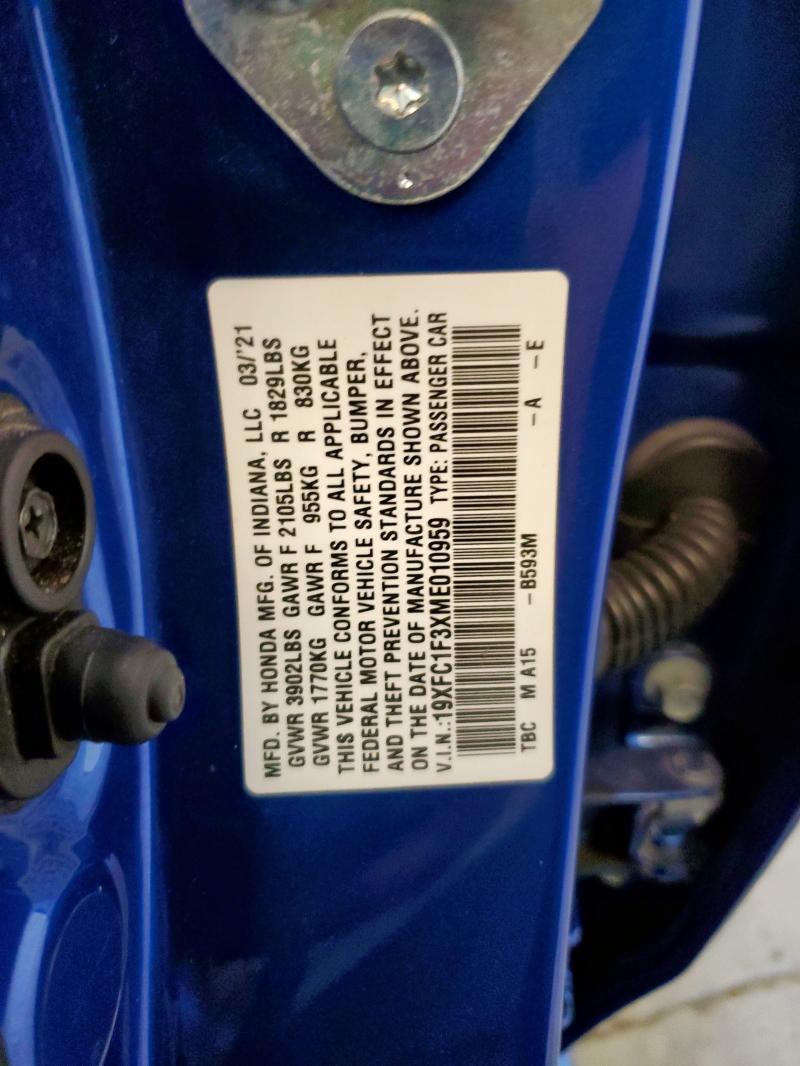 MFD. BY HONDA MFG. OF INDIANA, LLC 03/'21
GVWR 3902LBS GAWR F 2105LBS R 1829LBS
GVWR 1770KG GAWR F 955KG R 830KG
THIS VEHICLE CONFORMS TO ALL APPLICABLE
FEDERAL MOTOR VEHICLE SAFETY, BUMPER,
AND THEFT PREVENTION STANDARDS IN EFFECT
ON THE DATE OF MANUFACTURE SHOWN ABOVE.
V.I.N.:19XFC1F3XME010959 TYPE: PASSENGER CAR
TBC M A15 -B593M -A -E